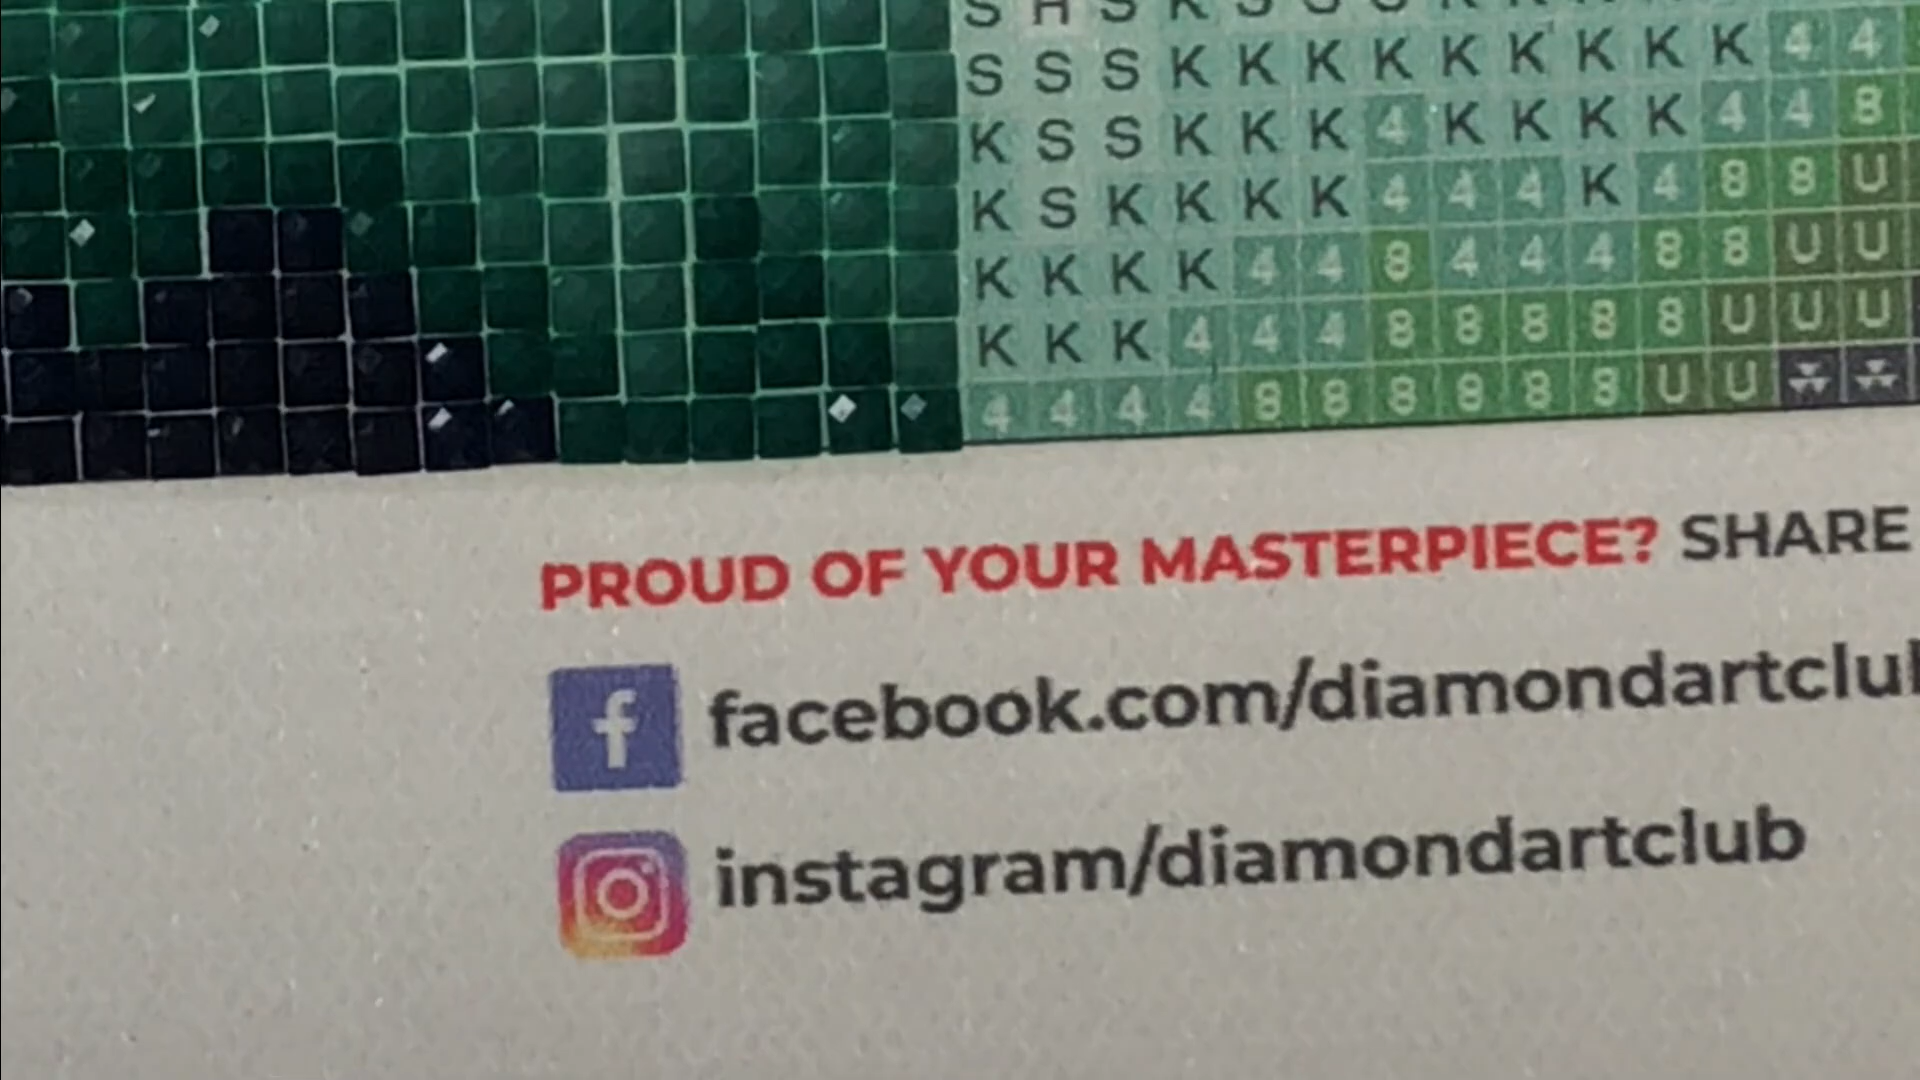 S H S K S S S K K
S S S K K K K K K K K K 4 4
K S S K K K 4 K K K K 4 4 8
K S K K K K 4 4 4 K 4 8 8 U
K K K K 4 4 8 4 4 4 8 8 U U
K K K 4 4 4 8 8 8 8 8 U U U
4 4 4 4 8 8 8 8 8 8 U U
PROUD OF YOUR MASTERPIECE? SHARE
facebook.com/diamondartclub
instagram/diamondartclub